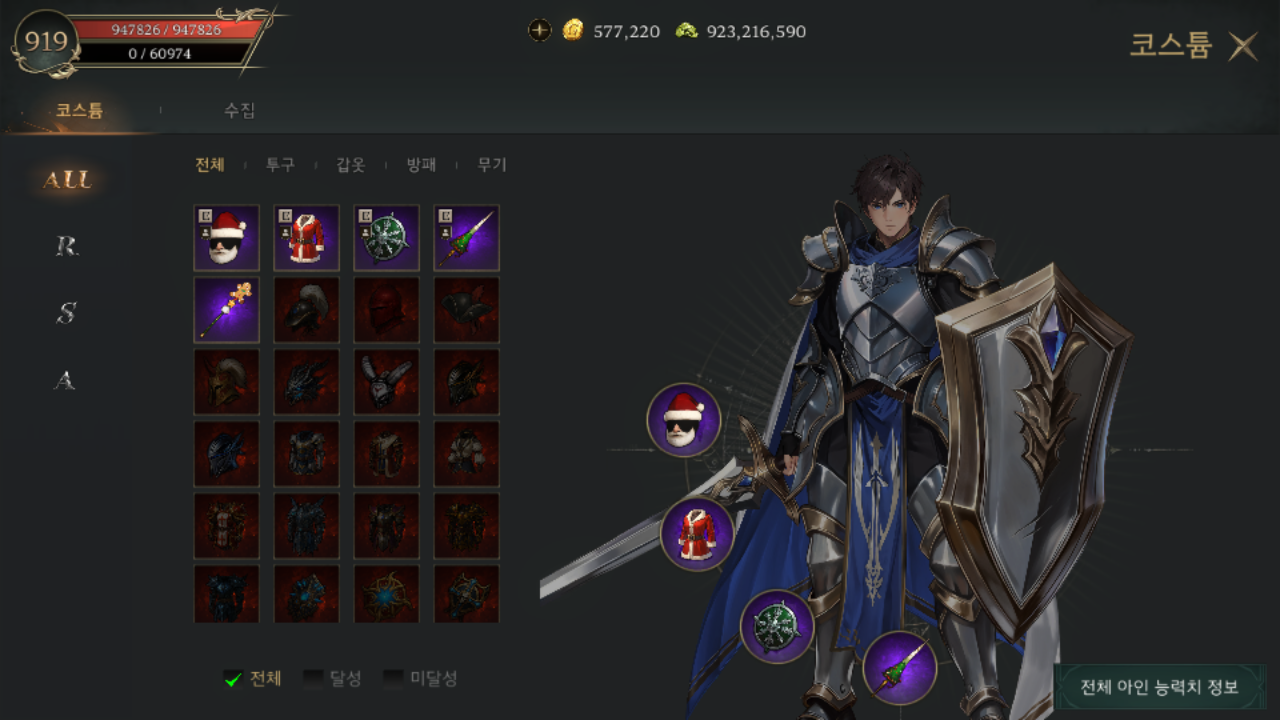 919
947826 / 947826
0 / 60974
577,220
923,216,590
코스튬
코스튬
수집
ALL
R
S
A
전체
투구
갑옷
방패
무기
E
E
E
E
전체
달성
미달성
전체 아인 능력치 정보